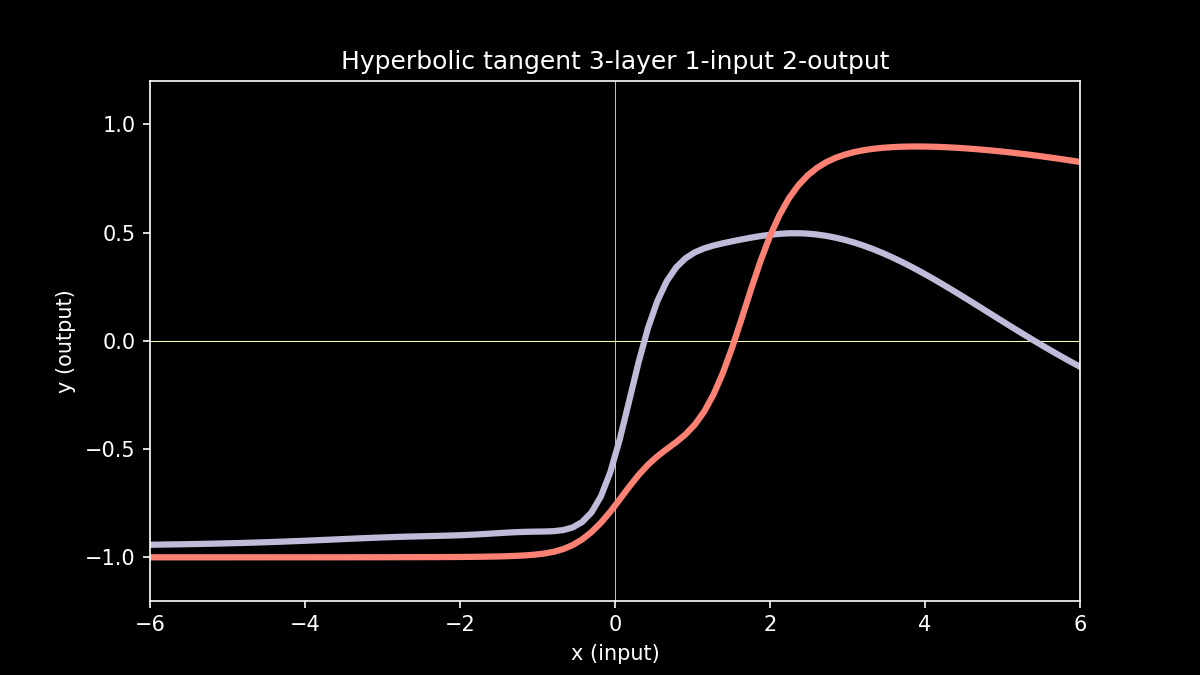 Hyperbolic tangent 3-layer 1-input 2-output
1.0
0.5
0.0
−0.5
−1.0
y (output)
−6 −4 −2 0 2 4 6
x (input)